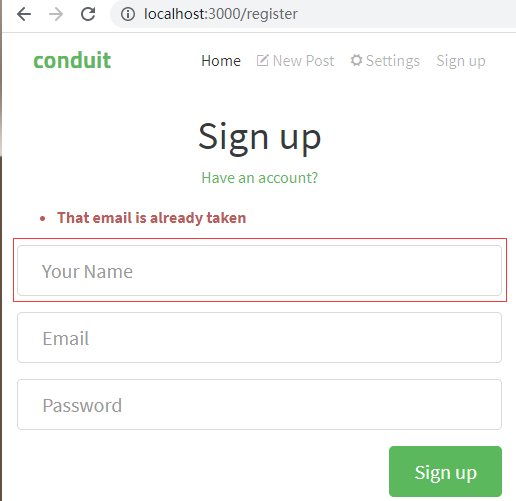 localhost:3000/register
conduit
Home New Post Settings Sign up
Sign up
Have an account?
That email is already taken
Your Name
Email
Password
Sign up